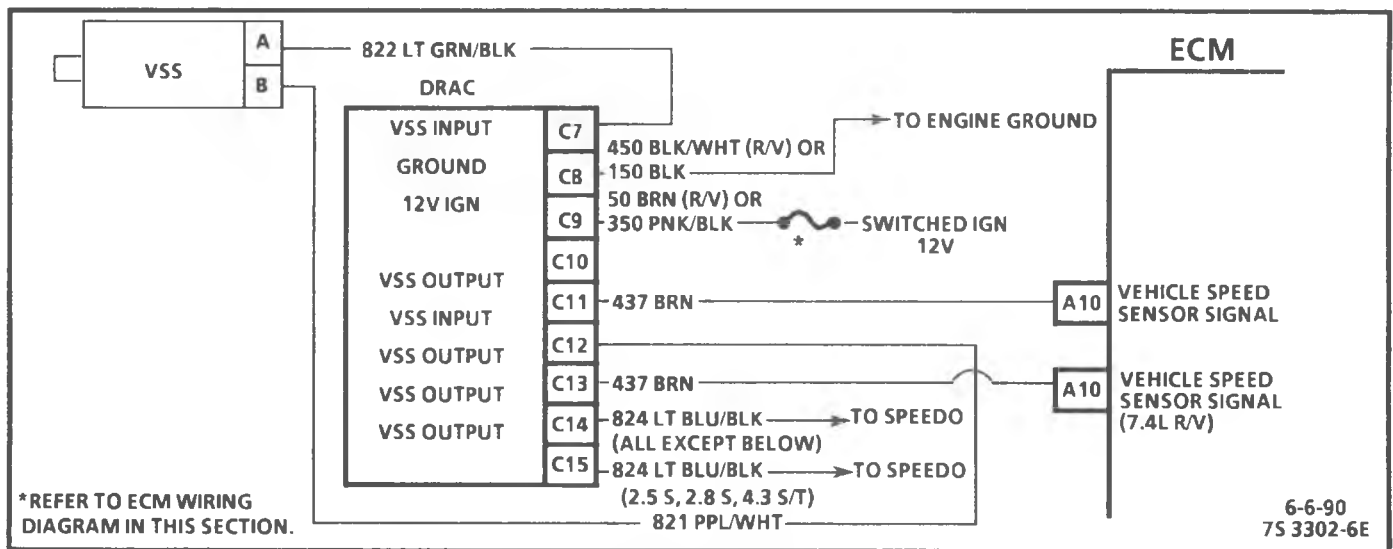 VSS
A
B
822 LT GRN/BLK
DRAC
ECM
VSS INPUT
C7
GROUND
C8
12V IGN
C9
C10
VSS OUTPUT
C11
VSS INPUT
C12
VSS OUTPUT
C13
VSS OUTPUT
C14
VSS OUTPUT
C15
450 BLK/WHT (R/V) OR
150 BLK
TO ENGINE GROUND
50 BRN (R/V) OR
350 PNK/BLK
*
SWITCHED IGN
12V
437 BRN
A10
VEHICLE SPEED
SENSOR SIGNAL
437 BRN
A10
VEHICLE SPEED
SENSOR SIGNAL
(7.4L R/V)
824 LT BLU/BLK
TO SPEEDO
(ALL EXCEPT BELOW)
824 LT BLU/BLK
TO SPEEDO
(2.5 S, 2.8 S, 4.3 S/T)
821 PPL/WHT
*REFER TO ECM WIRING
DIAGRAM IN THIS SECTION.
6-6-90
7S 3302-6E